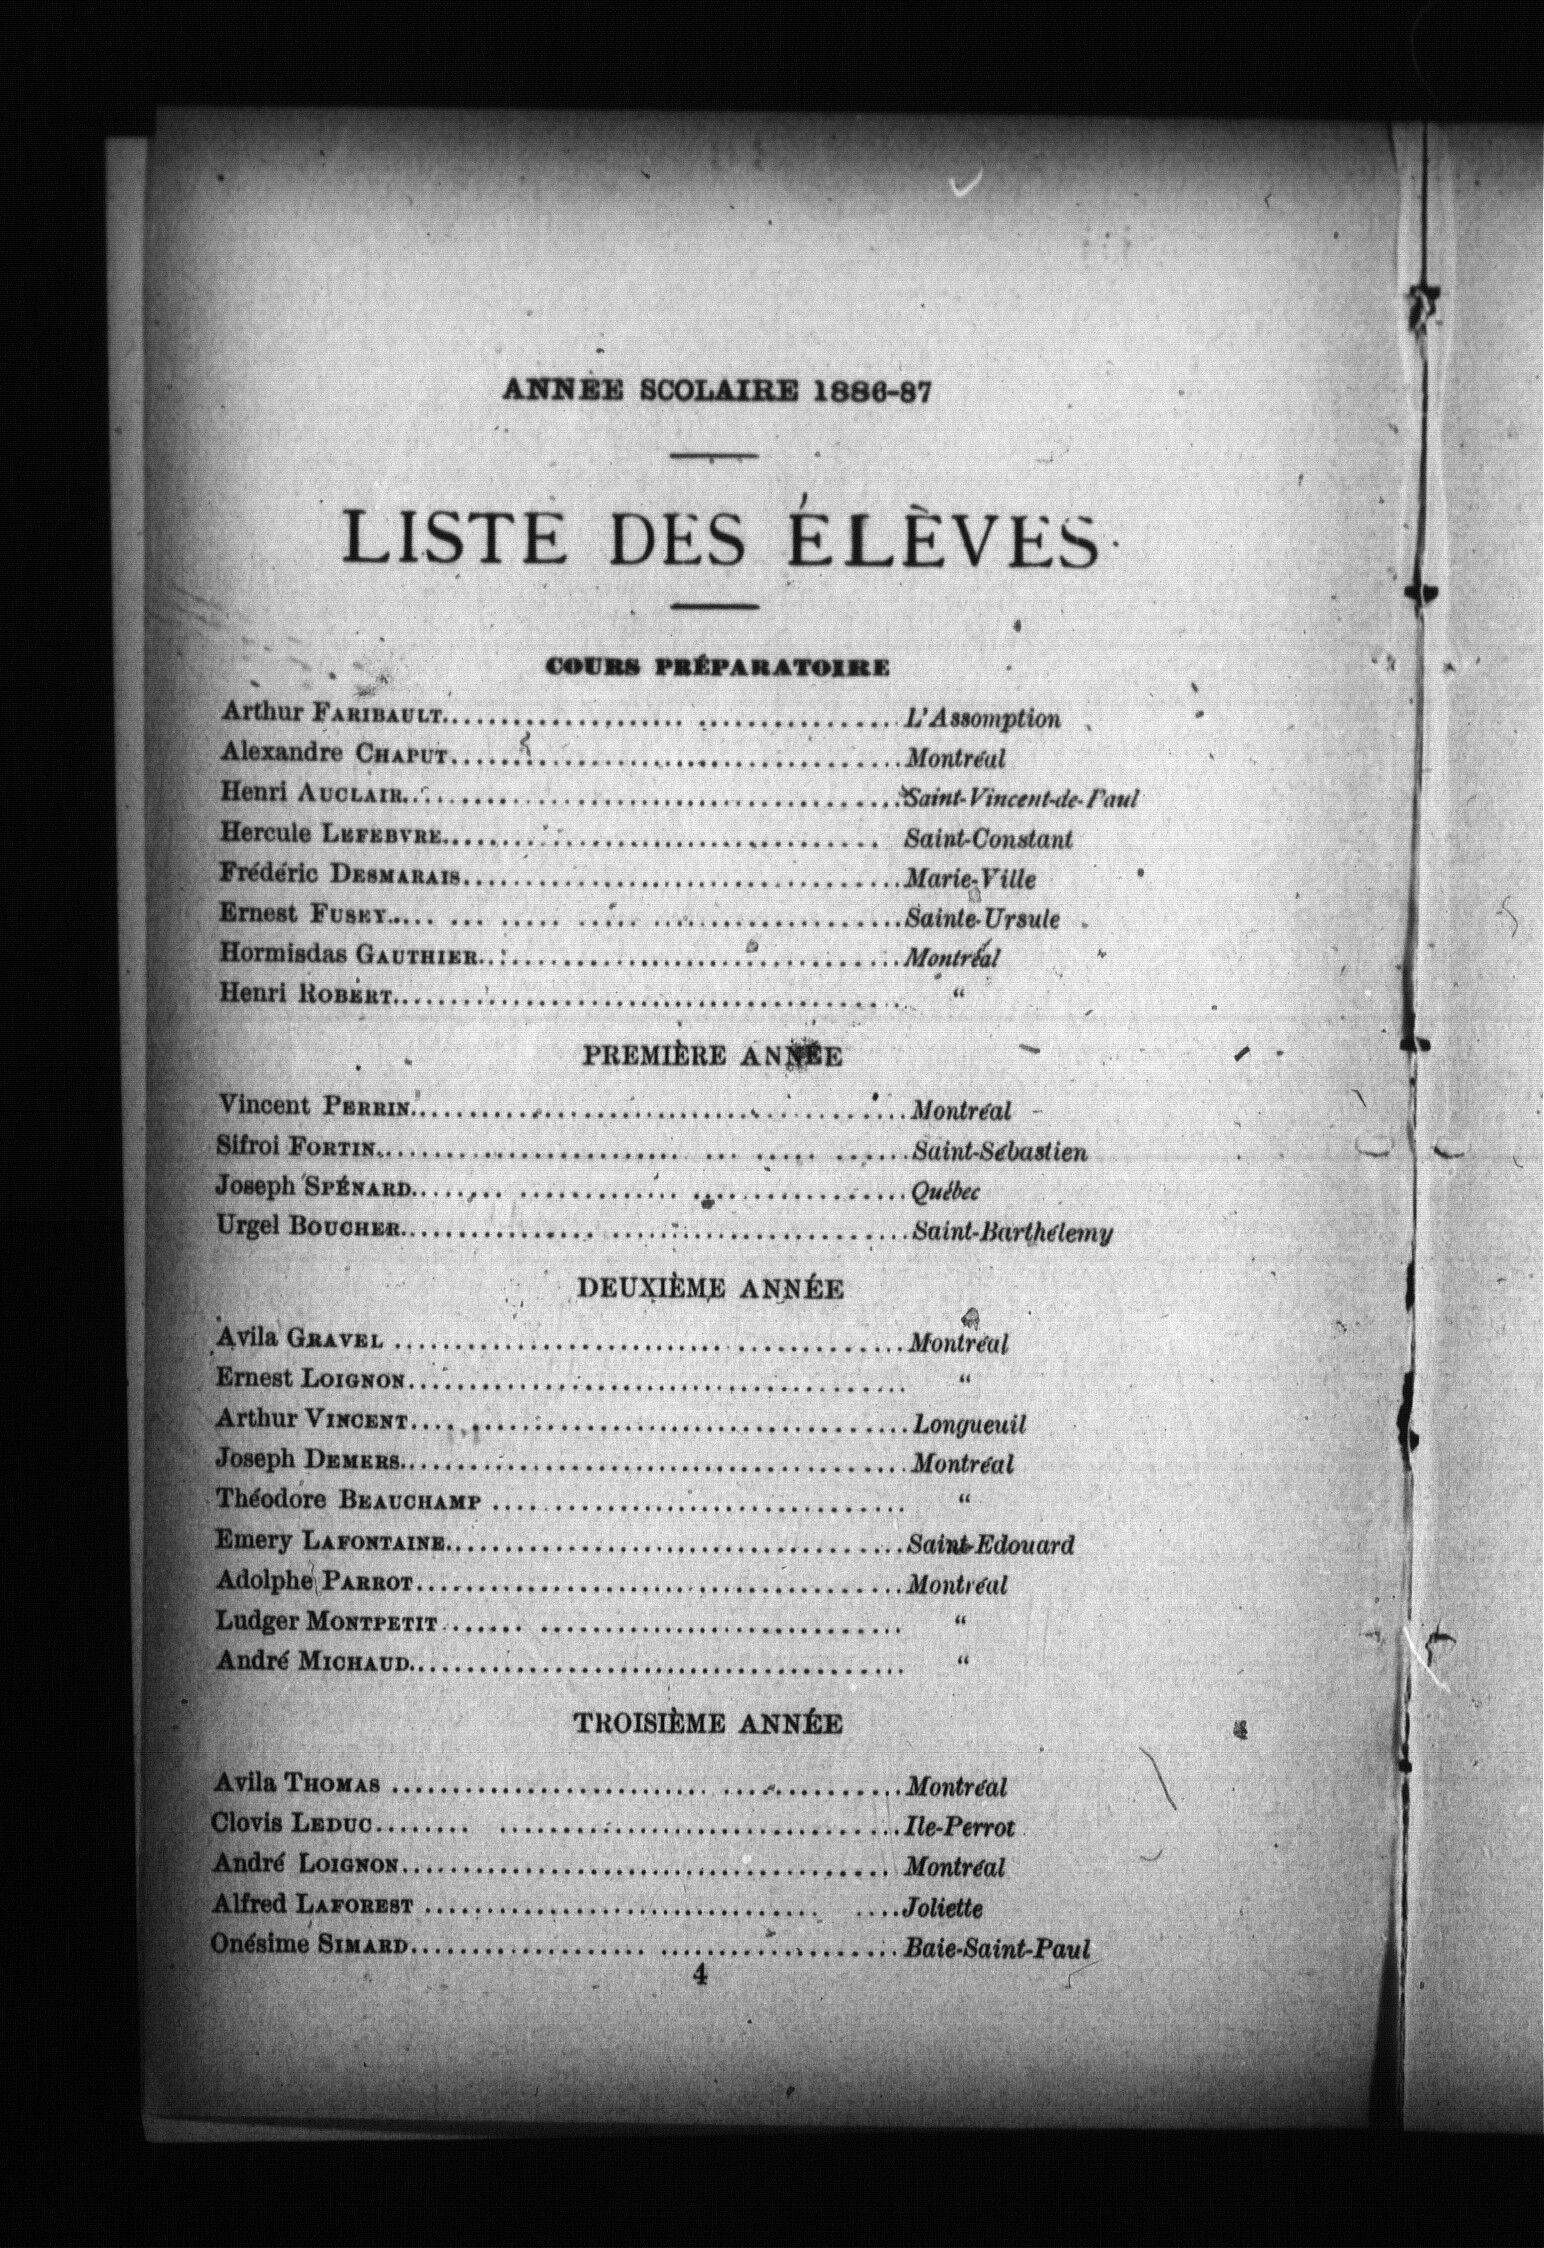 ANNEE SCOLAIRE 1886-87
LISTE DES ÉLÈVES
COURS PRÉPARATOIRE
Arthur FARIBAULT........................................L'Assomption
Alexandre CHAPUT........................................Montréal
Henri AUCLAIR........................................Saint-Vincent-de-Paul
Hercule LEFEBVRE........................................Saint-Constant
Frédéric DESMARAIS........................................Marie-Ville
Ernest FUSEY........................................Sainte-Ursule
Hormisdas GAUTHIER........................................Montréal
Henri ROBERT........................................ “
PREMIÈRE ANNÉE
Vincent PERRIN........................................Montréal
Sifroi FORTIN........................................Saint-Sébastien
Joseph SPÉNARD........................................Québec
Urgel BOUCHER........................................Saint-Barthélemy
DEUXIÈME ANNÉE
Avila GRAVEL ........................................Montréal
Ernest LOIGNON........................................ “
Arthur VINCENT........................................Longueuil
Joseph DEMERS........................................Montréal
Théodore BEAUCHAMP ........................................ “
Emery LAFONTAINE........................................Saint-Edouard
Adolphe PARROT........................................Montréal
Ludger MONTPETIT........................................ “
André MICHAUD........................................ “
TROISIÈME ANNÉE
Avila THOMAS ........................................Montréal
Clovis LEDUC........................................Ile-Perrot
André LOIGNON........................................Montréal
Alfred LAFOREST ........................................Joliette
Onésime SIMARD........................................Baie-Saint-Paul
4